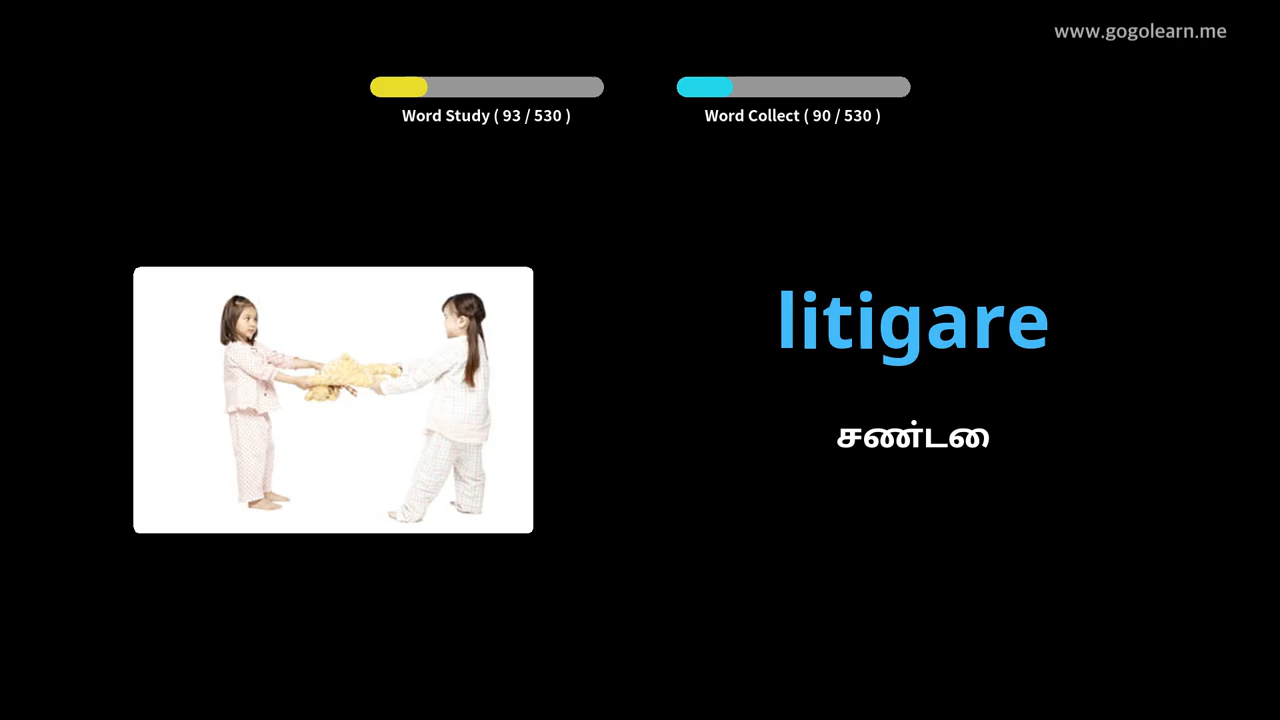 www.gogolearn.me
Word Study ( 93 / 530 )
Word Collect ( 90 / 530 )
litigare
சண்டை